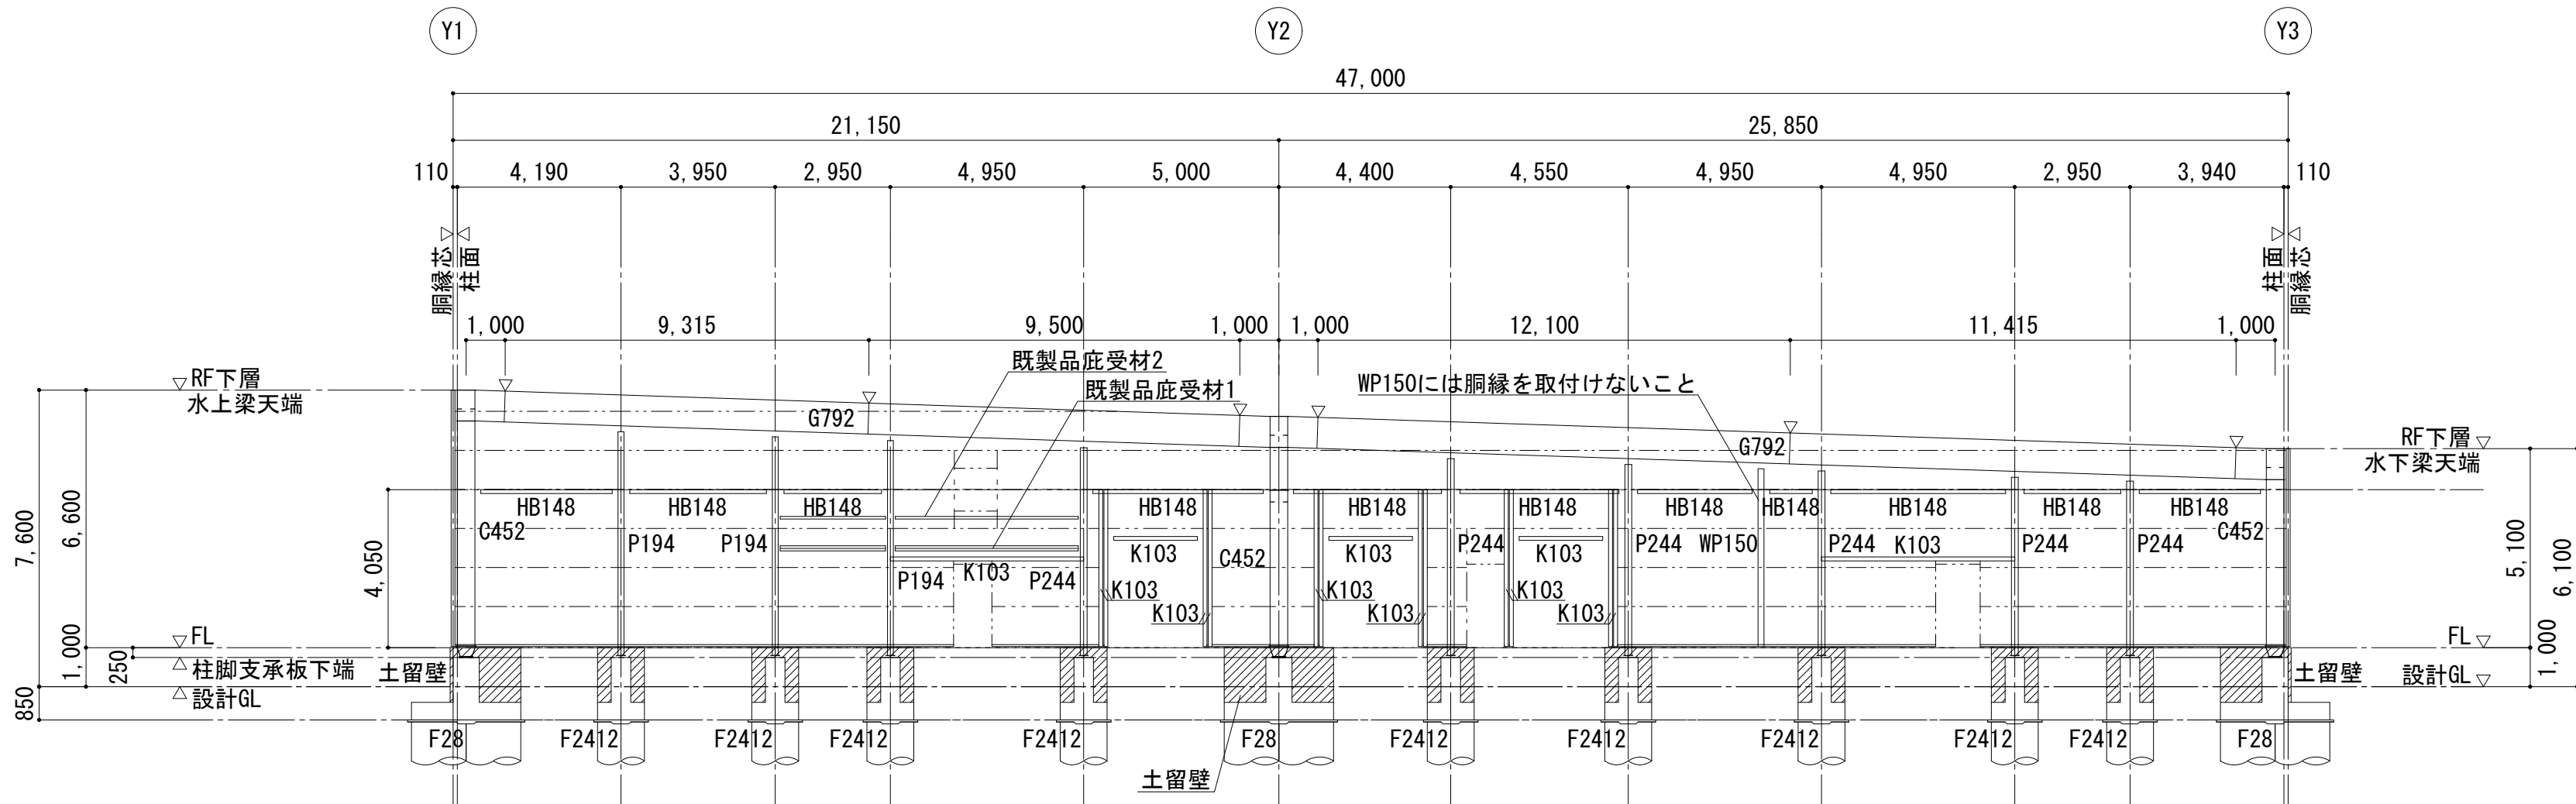 Y1 Y2 Y3
47,000
21,150 25,850
110 4,190 3,950 2,950 4,950 5,000 4,400 4,550 4,950 4,950 2,950 3,940 110
胴縁芯 柱面 柱面 胴縁芯
1,000 9,315 9,500 1,000 1,000 12,100 11,415 1,000
既製品庇受材2
既製品庇受材1
WP150には胴縁を取付けないこと
RF下層
水上梁天端
G792
G792
RF下層
水下梁天端
7,600 6,600 4,050
5,100 6,100
HB148 HB148 HB148 HB148 HB148 HB148 HB148 HB148 HB148 HB148 HB148
C452 P194 P194 K103 C452 K103 P244 K103 P244 WP150 P244 K103 P244 P244 C452
P194 K103 P244 K103 K103 K103 K103 K103 K103
FL
柱脚支承板下端
設計GL
1,000 250 850
土留壁
FL
設計GL
1,000
土留壁
F28 F2412 F2412 F2412 F2412 F28 F2412 F2412 F2412 F2412 F2412 F28
土留壁